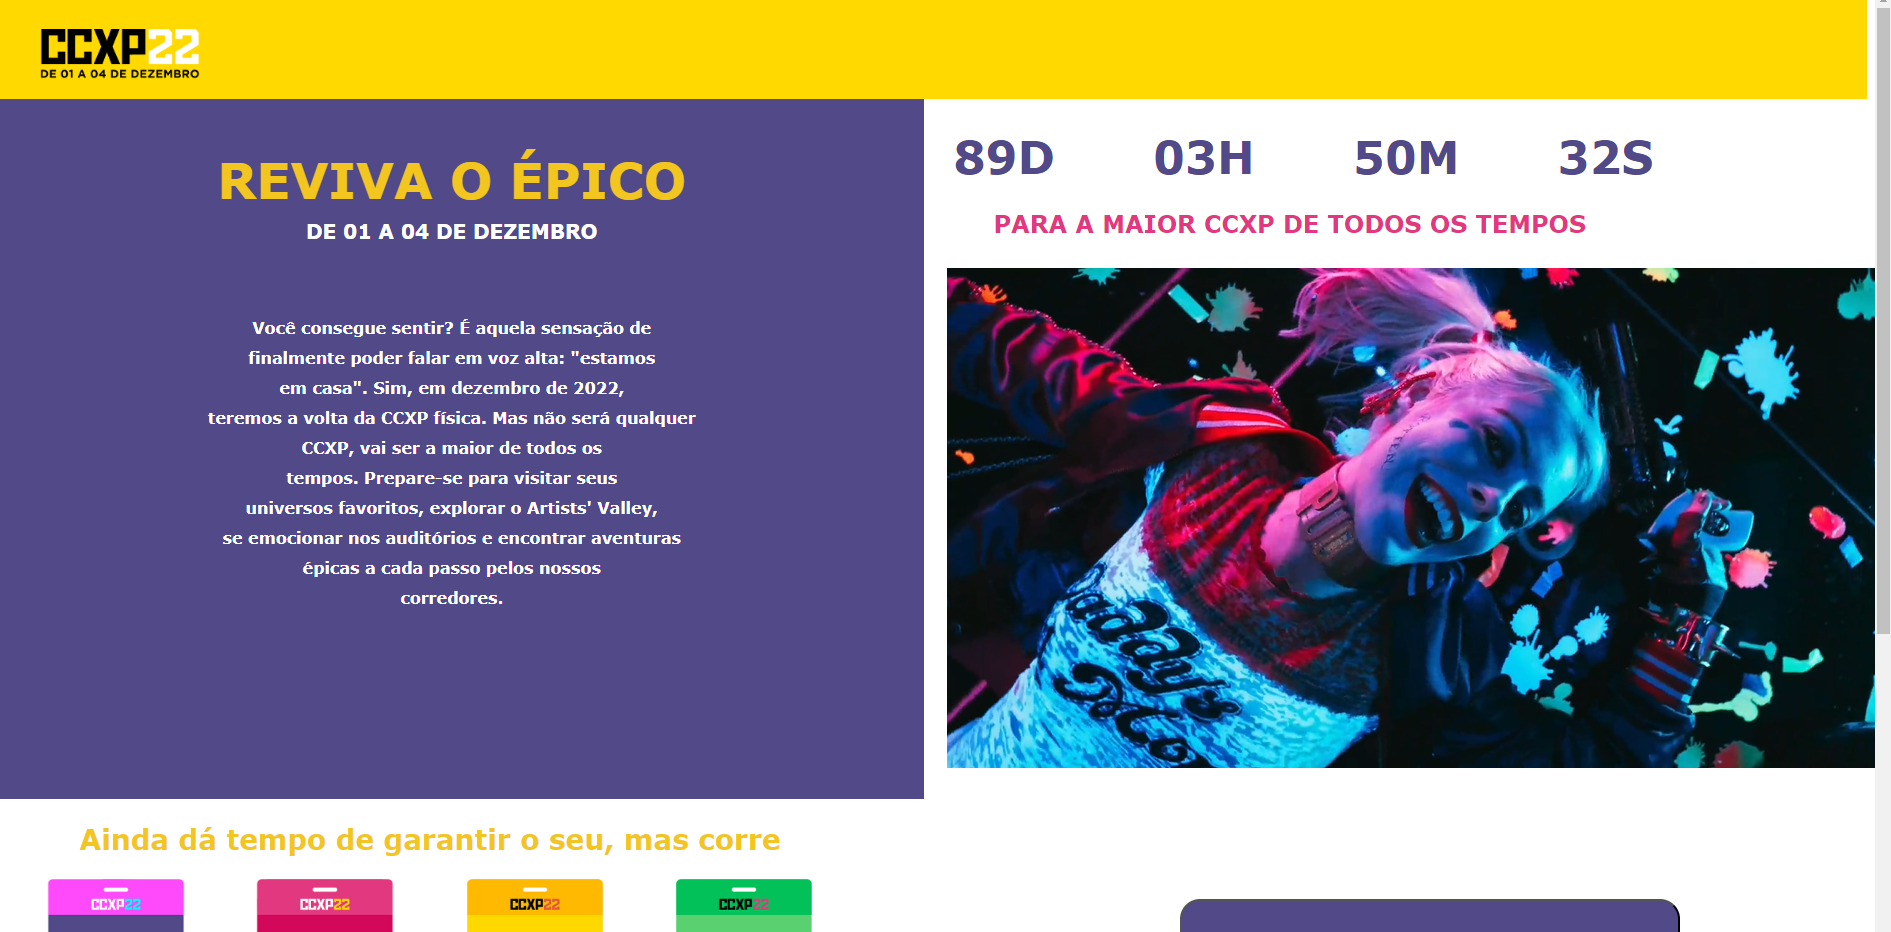 CCXP22
DE 01 A 04 DE DEZEMBRO
REVIVA O ÉPICO
DE 01 A 04 DE DEZEMBRO
Você consegue sentir? É aquela sensação de
finalmente poder falar em voz alta: "estamos
em casa". Sim, em dezembro de 2022,
teremos a volta da CCXP física. Mas não será qualquer
CCXP, vai ser a maior de todos os
tempos. Prepare-se para visitar seus
universos favoritos, explorar o Artists' Valley,
se emocionar nos auditórios e encontrar aventuras
épicas a cada passo pelos nossos
corredores.
89D 03H 50M 32S
PARA A MAIOR CCXP DE TODOS OS TEMPOS
Ainda dá tempo de garantir o seu, mas corre
CCXP22 CCXP22 CCXP22 CCXP22